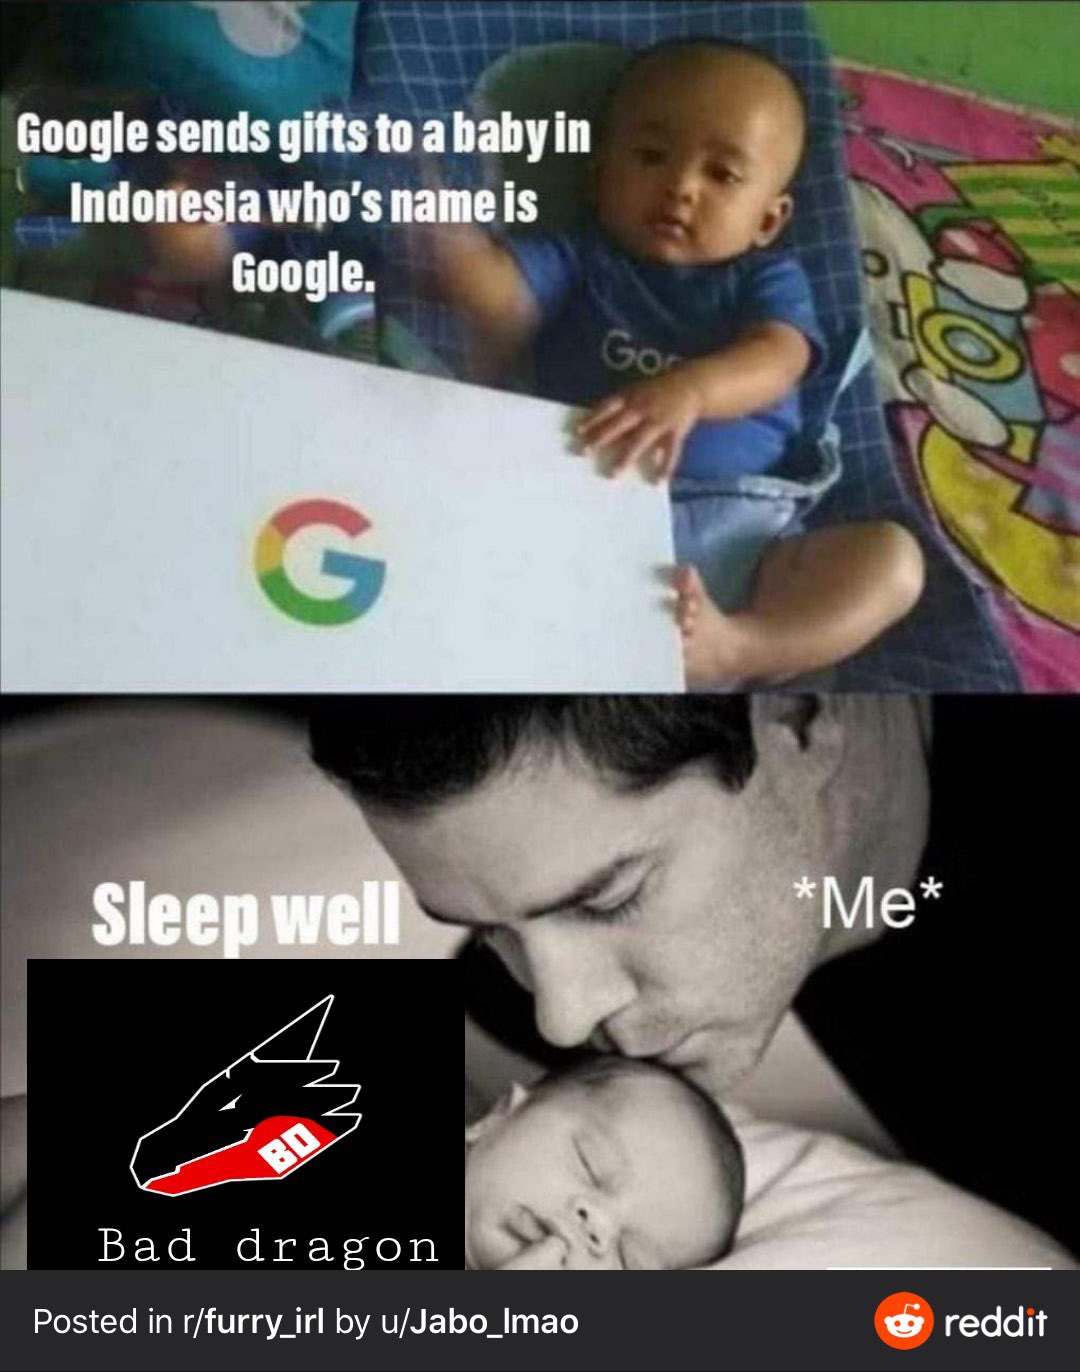 Google sends gifts to a baby in
Indonesia who's name is
Google.
Goo
G
Sleep well
*Me*
BD
Bad dragon
Posted in r/furry_irl by u/Jabo_lmao
reddit